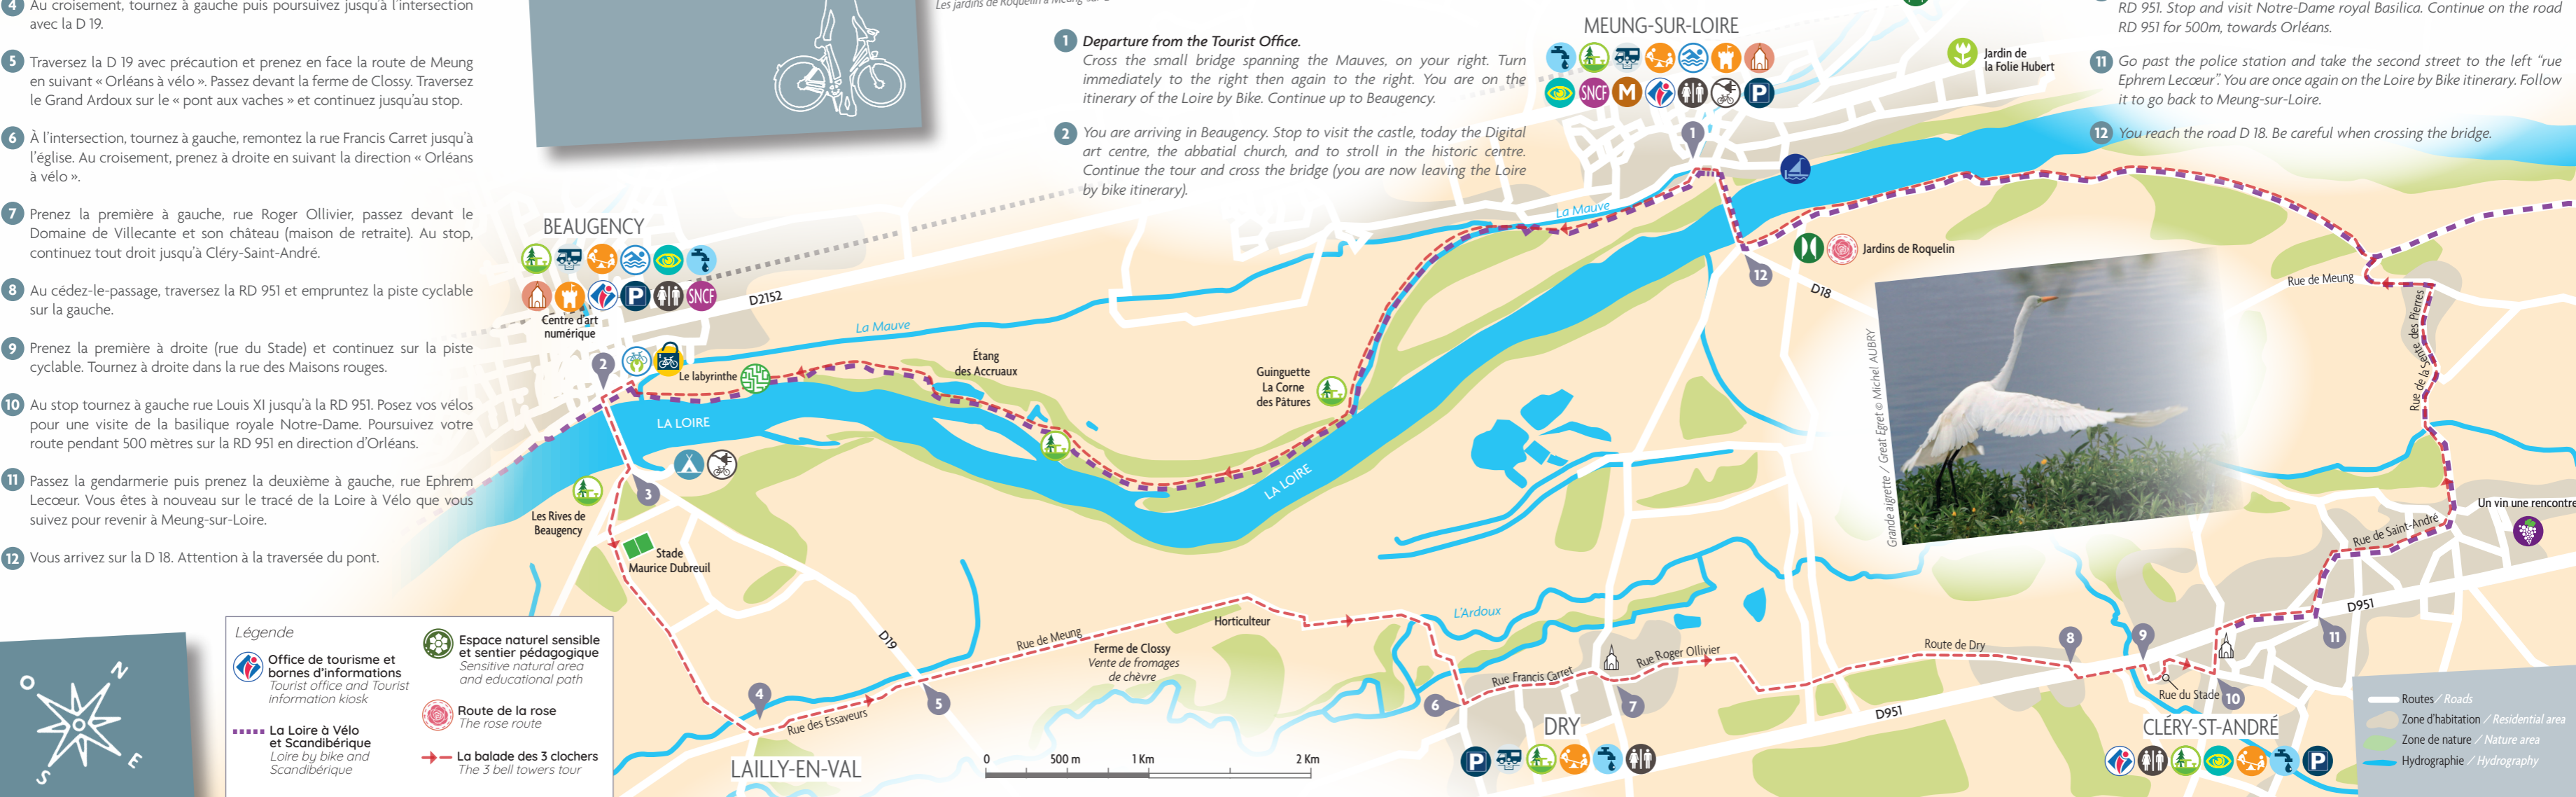 4 Au croisement, tournez à gauche puis poursuivez jusqu'à l'intersection
avec la D 19.
5 Traversez la D 19 avec précaution et prenez en face la route de Meung
en suivant « Orléans à vélo ». Passez devant la ferme de Clossy. Traversez
le Grand Ardoux sur le « pont aux vaches » et continuez jusqu'au stop.
6 À l'intersection, tournez à gauche, remontez la rue Francis Carret jusqu'à
l'église. Au croisement, prenez à droite en suivant la direction « Orléans
à vélo ».
7 Prenez la première à gauche, rue Roger Ollivier, passez devant le
Domaine de Villecante et son château (maison de retraite). Au stop,
continuez tout droit jusqu'à Cléry-Saint-André.
8 Au cédez-le-passage, traversez la RD 951 et empruntez la piste cyclable
sur la gauche.
9 Prenez la première à droite (rue du Stade) et continuez sur la piste
cyclable. Tournez à droite dans la rue des Maisons rouges.
10 Au stop tournez à gauche rue Louis XI jusqu'à la RD 951. Posez vos vélos
pour une visite de la basilique royale Notre-Dame. Poursuivez votre
route pendant 500 mètres sur la RD 951 en direction d'Orléans.
11 Passez la gendarmerie puis prenez la deuxième à gauche, rue Ephrem
Lecœur. Vous êtes à nouveau sur le tracé de la Loire à Vélo que vous
suivez pour revenir à Meung-sur-Loire.
12 Vous arrivez sur la D 18. Attention à la traversée du pont.
Les jardins de Roquelin à Meung-sur-
1 Departure from the Tourist Office.
Cross the small bridge spanning the Mauves, on your right. Turn
immediately to the right then again to the right. You are on the
itinerary of the Loire by Bike. Continue up to Beaugency.
2 You are arriving in Beaugency. Stop to visit the castle, today the Digital
art centre, the abbatial church, and to stroll in the historic centre.
Continue the tour and cross the bridge (you are now leaving the Loire
by bike itinerary).
RD 951. Stop and visit Notre-Dame royal Basilica. Continue on the road
RD 951 for 500m, towards Orléans.
11 Go past the police station and take the second street to the left "rue
Ephrem Lecœur". You are once again on the Loire by Bike itinerary. Follow
it to go back to Meung-sur-Loire.
12 You reach the road D 18. Be careful when crossing the bridge.
MEUNG-SUR-LOIRE
SNCF M P
1
Jardin de
la Folie Hubert
La Mauve
BEAUGENCY
P SNCF
Centre d'art
numérique
D2152
La Mauve
2
Le labyrinthe
Étang
des Accruaux
Guinguette
La Corne
des Pâtures
LA LOIRE
LA LOIRE
3
Les Rives de
Beaugency
Stade
Maurice Dubreuil
12
D18
Jardins de Roquelin
Grande aigrette / Great Egret © Michel AUBRY
Rue de Meung
Rue de la Sente des Pierres
Un vin une rencontre
Rue de Saint-André
D951
11
D19
Rue de Meung
Ferme de Clossy
Vente de fromages
de chèvre
Horticulteur
L'Ardoux
4
Rue des Essaveurs
5
LAILLY-EN-VAL
0 500 m 1 Km 2 Km
6
Rue Francis Carret
Rue Roger Ollivier
7
DRY
P
Route de Dry
D951
8
9
Rue du Stade
10
CLÉRY-ST-ANDRÉ
P
N
O
E
S
Légende
Office de tourisme et
bornes d'informations
Tourist office and Tourist
information kiosk
La Loire à Vélo
et Scandibérique
Loire by bike and
Scandibérique
Espace naturel sensible
et sentier pédagogique
Sensitive natural area
and educational path
Route de la rose
The rose route
La balade des 3 clochers
The 3 bell towers tour
Routes / Roads
Zone d'habitation / Residential area
Zone de nature / Nature area
Hydrographie / Hydrography